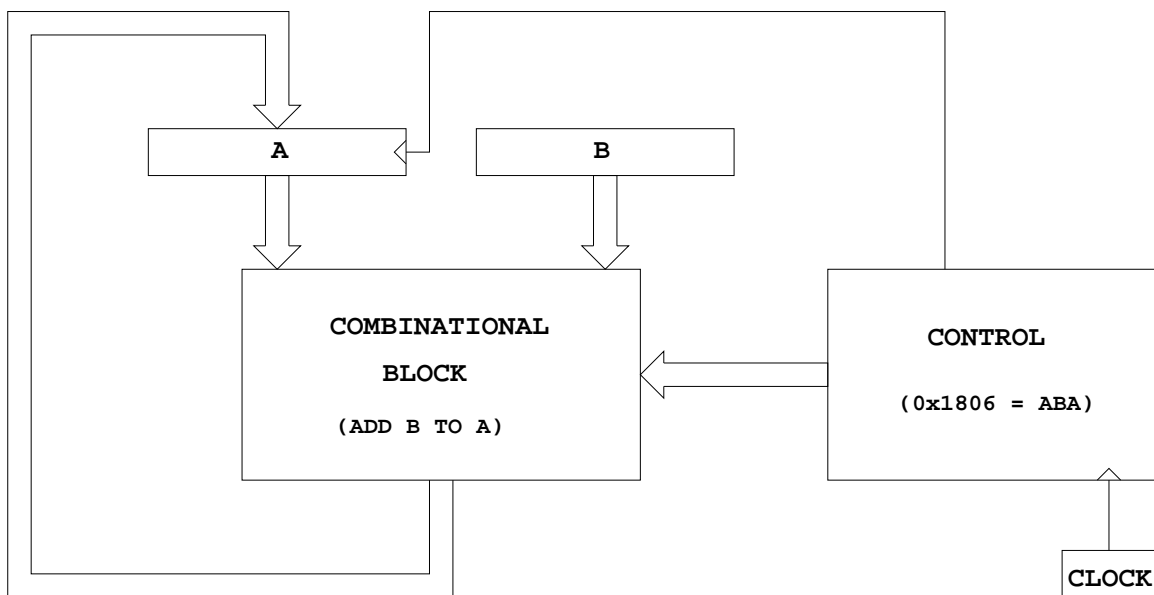 A
B
COMBINATIONAL
BLOCK
(ADD B TO A)
CONTROL
(0x1806 = ABA)
CLOCK